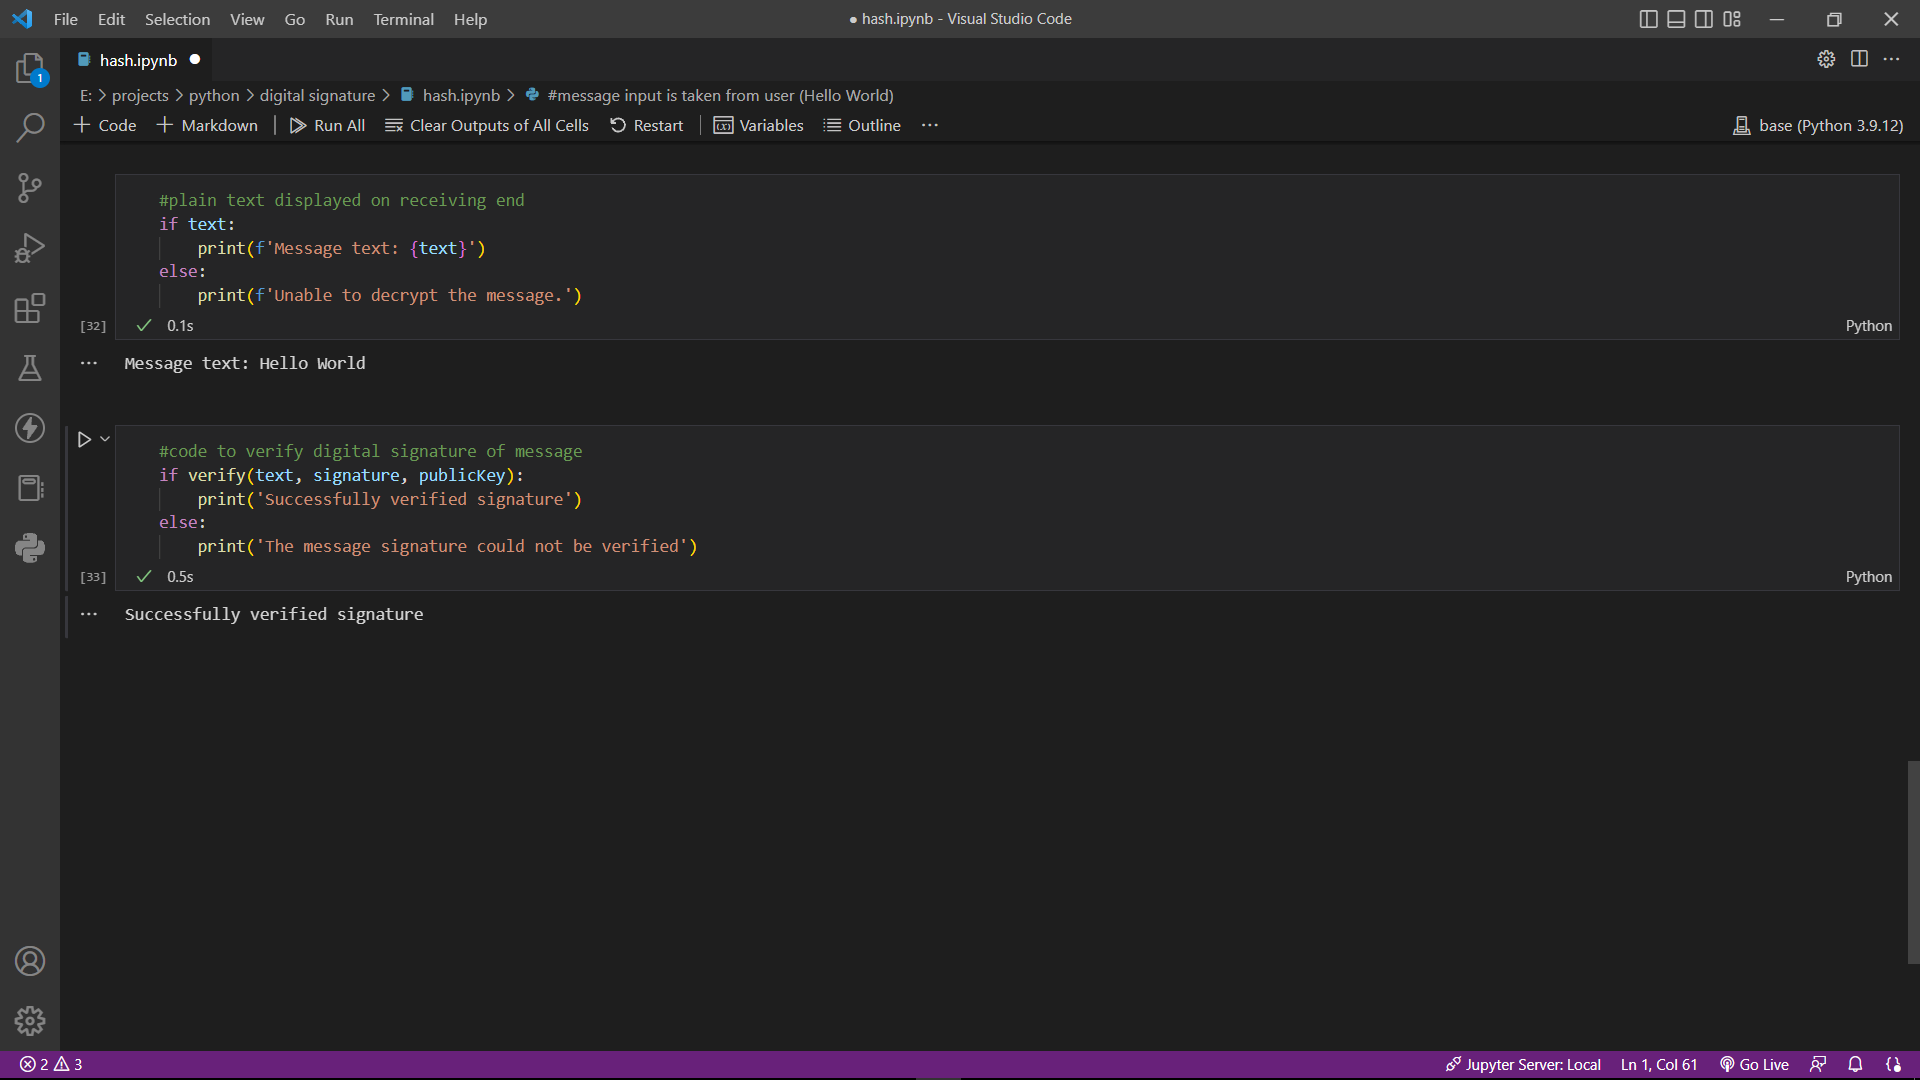 File Edit Selection View Go Run Terminal Help
● hash.ipynb - Visual Studio Code
hash.ipynb ●
1
E: > projects > python > digital signature > hash.ipynb > #message input is taken from user (Hello World)
+ Code + Markdown | Run All Clear Outputs of All Cells Restart | Variables Outline ···
base (Python 3.9.12)
#plain text displayed on receiving end
if text:
    print(f'Message text: {text}')
else:
    print(f'Unable to decrypt the message.')
[32] ✓ 0.1s Python
··· Message text: Hello World
#code to verify digital signature of message
if verify(text, signature, publicKey):
    print('Successfully verified signature')
else:
    print('The message signature could not be verified')
[33] ✓ 0.5s Python
··· Successfully verified signature
2 3 Jupyter Server: Local Ln 1, Col 61 Go Live